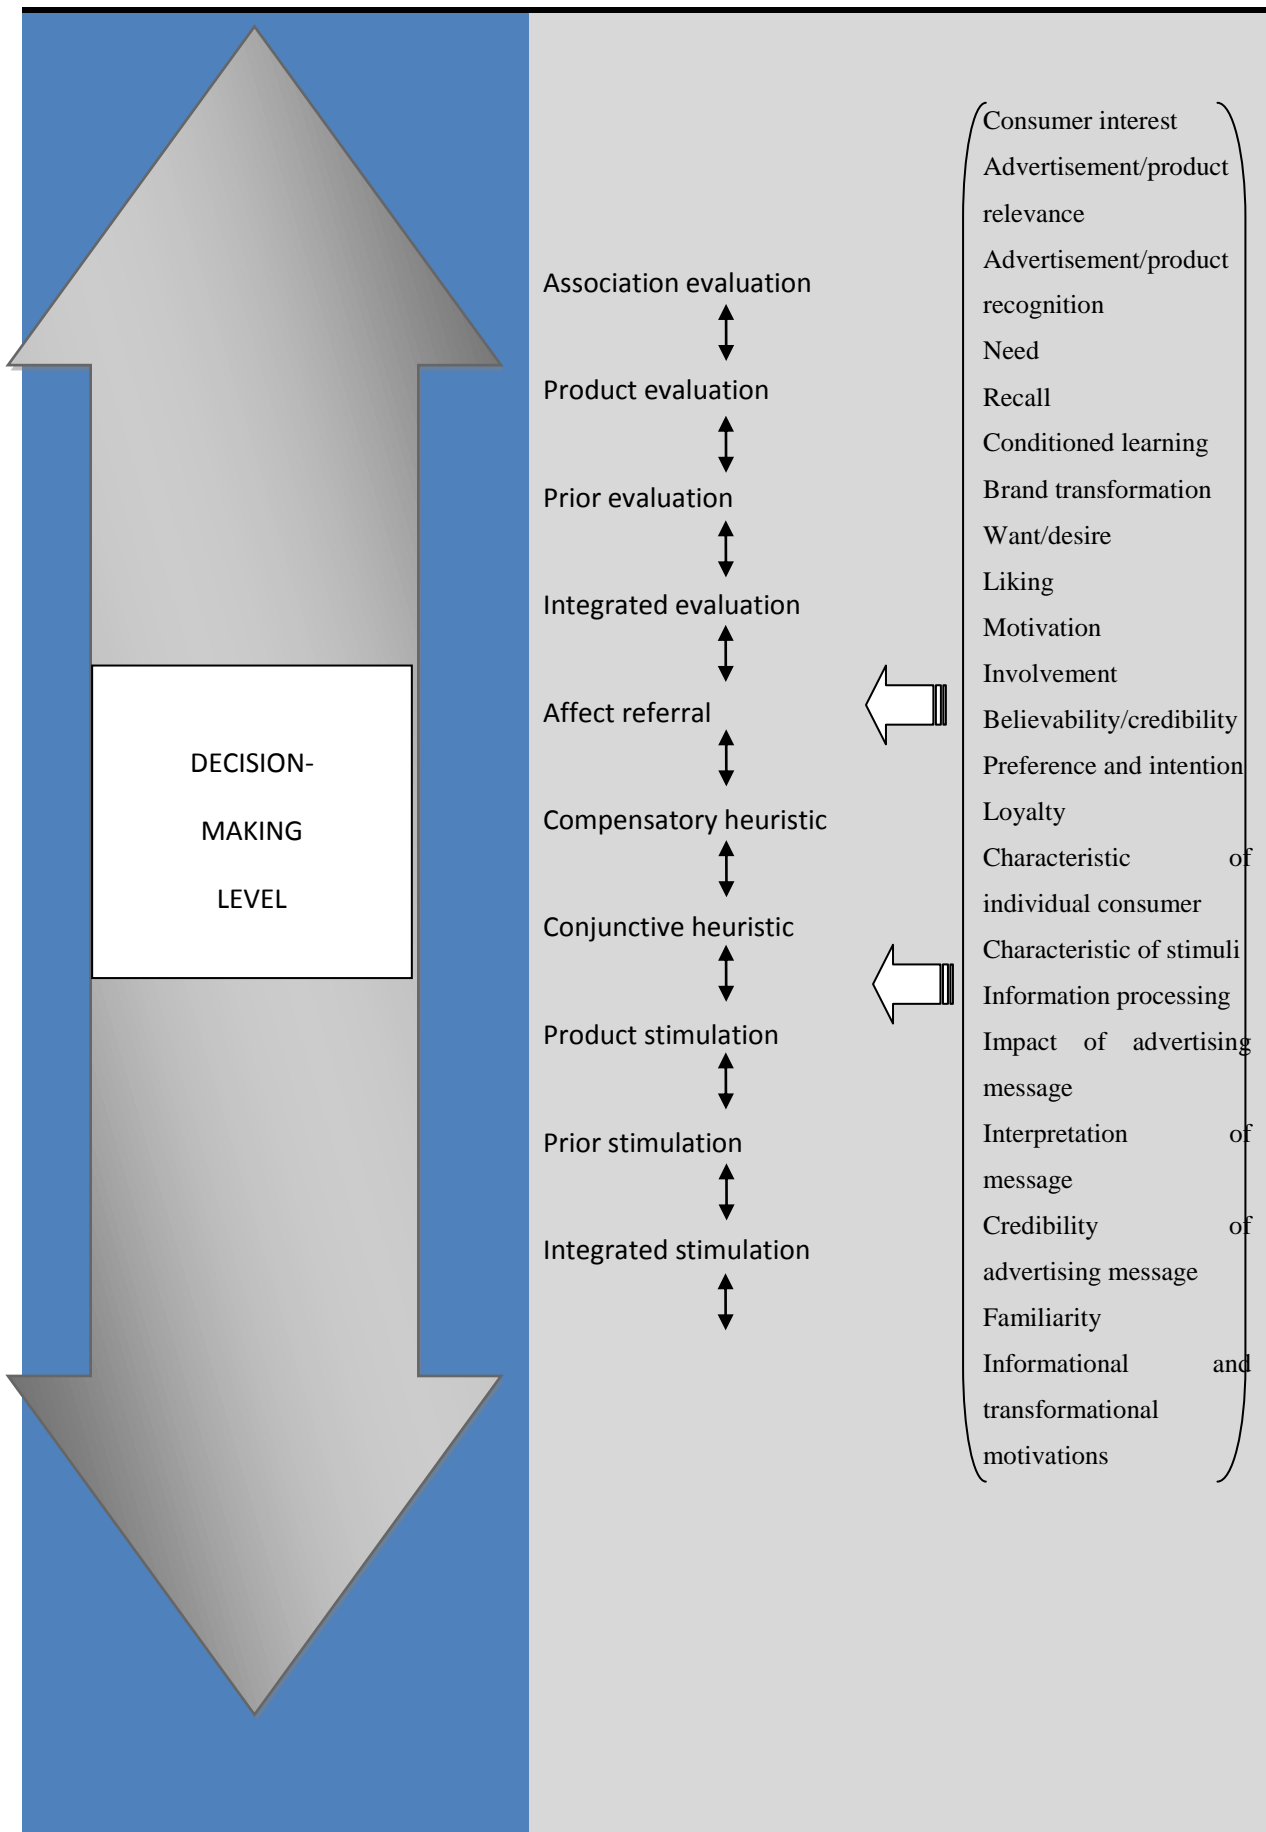 DECISION-
MAKING
LEVEL
Association evaluation
Product evaluation
Prior evaluation
Integrated evaluation
Affect referral
Compensatory heuristic
Conjunctive heuristic
Product stimulation
Prior stimulation
Integrated stimulation
Consumer interest
Advertisement/product
relevance
Advertisement/product
recognition
Need
Recall
Conditioned learning
Brand transformation
Want/desire
Liking
Motivation
Involvement
Believability/credibility
Preference and intention
Loyalty
Characteristic of
individual consumer
Characteristic of stimuli
Information processing
Impact of advertising
message
Interpretation of
message
Credibility of
advertising message
Familiarity
Informational and
transformational
motivations